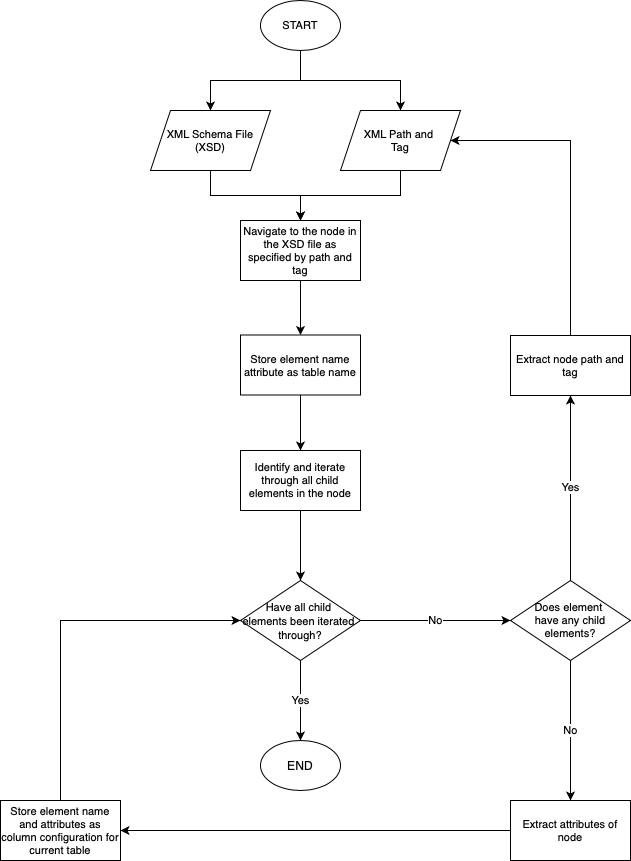 START
XML Schema File
(XSD)
XML Path and
Tag
Navigate to the node in
the XSD file as
specified by path and
tag
Store element name
attribute as table name
Extract node path and
tag
Identify and iterate
through all child
elements in the node
Yes
Have all child
elements been iterated
through?
No
Does element
have any child
elements?
Yes
No
END
Store element name
and attributes as
column configuration for
current table
Extract attributes of
node